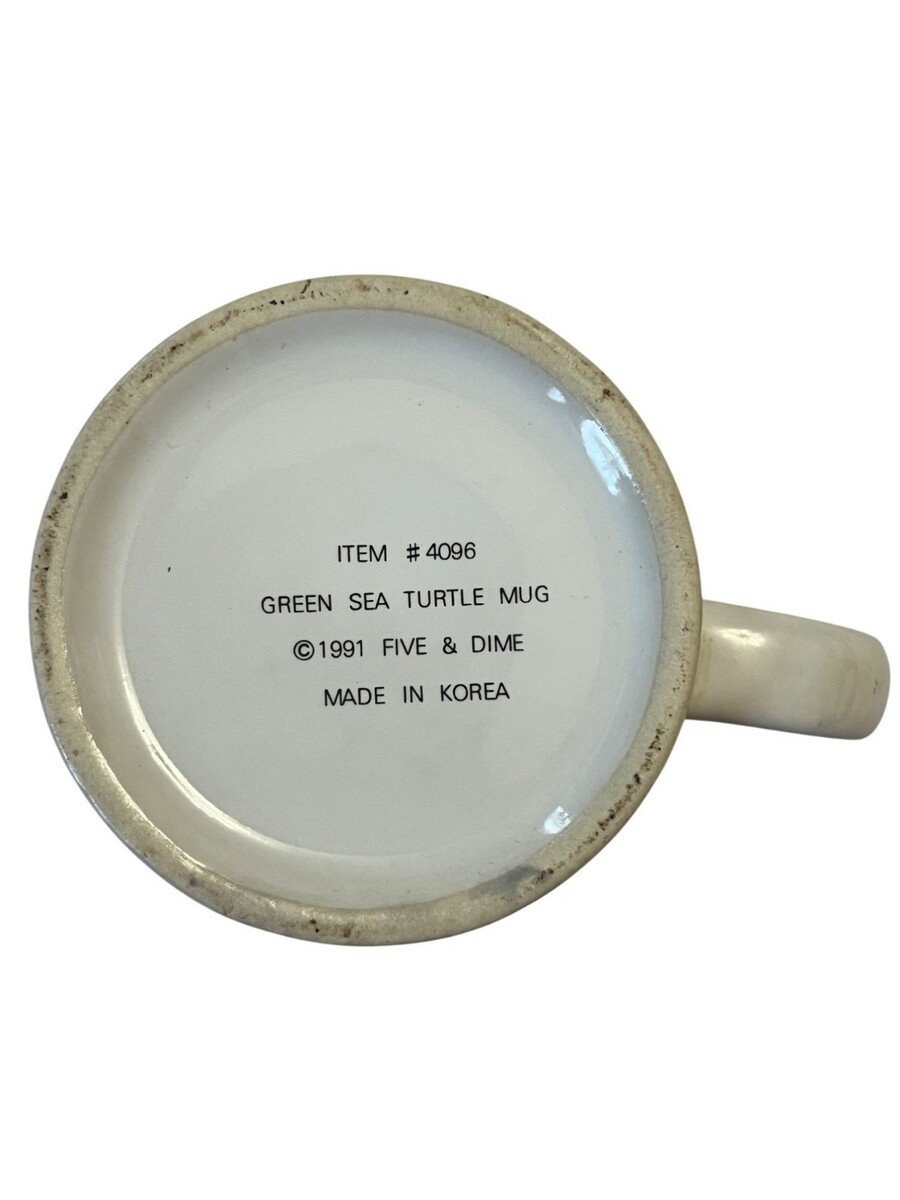 ITEM #4096
GREEN SEA TURTLE MUG
©1991 FIVE & DIME
MADE IN KOREA